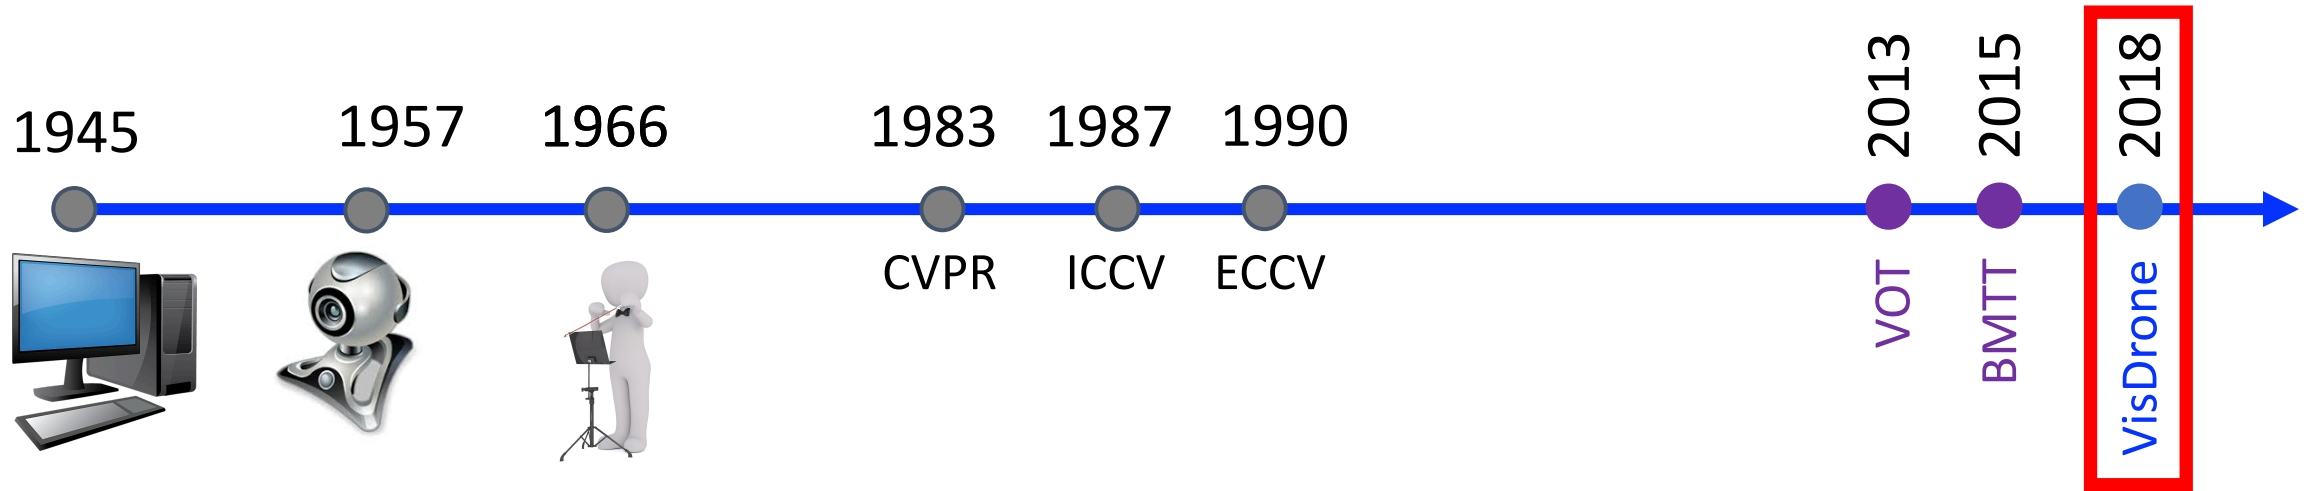 1945
1957
1966
1983
1987
1990
2013
2015
2018
CVPR
ICCV
ECCV
VOT
BMTT
VisDrone